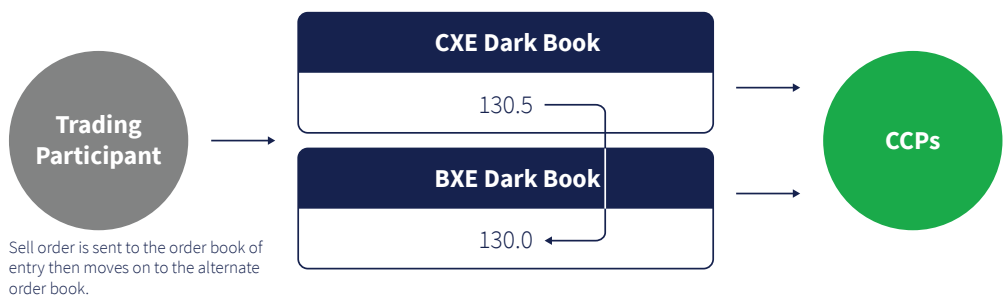 Trading
Participant
Sell order is sent to the order book of
entry then moves on to the alternate
order book.
CXE Dark Book
130.5
BXE Dark Book
130.0
CCPs